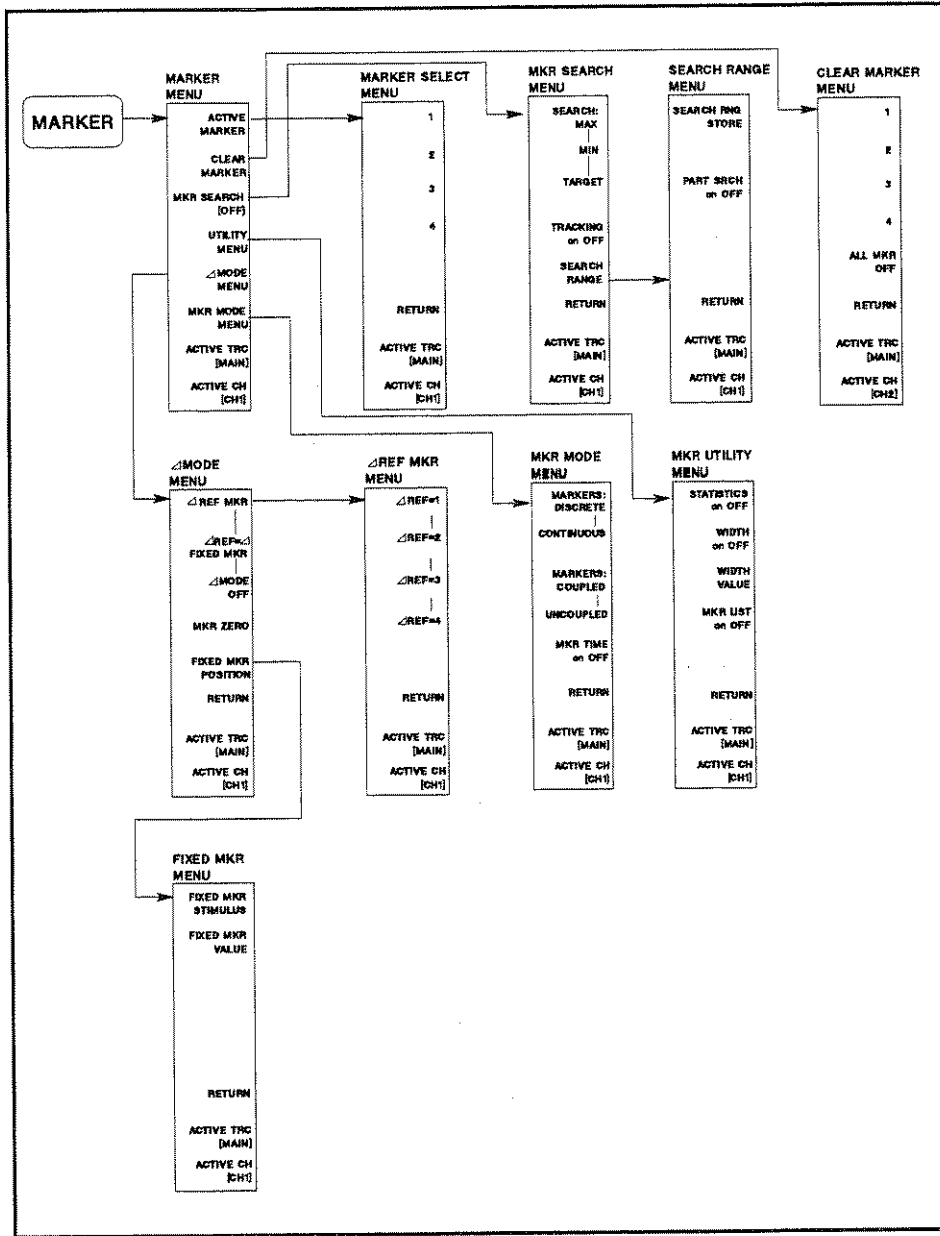 MARKER
MARKER
MENU
ACTIVE
MARKER
CLEAR
MARKER
MKR SEARCH
[OFF]
UTILITY
MENU
⊿MODE
MENU
MKR MODE
MENU
ACTIVE TRC
[MAIN]
ACTIVE CH
[CH1]
MARKER SELECT
MENU
1
2
3
4
RETURN
ACTIVE TRC
[MAIN]
ACTIVE CH
[CH1]
MKR SEARCH
MENU
SEARCH:
MAX
MIN
TARGET
TRACKING
on OFF
SEARCH
RANGE
RETURN
ACTIVE TRC
[MAIN]
ACTIVE CH
[CH1]
SEARCH RANGE
MENU
SEARCH RNG
STORE
PART SRCH
on OFF
RETURN
ACTIVE TRC
[MAIN]
ACTIVE CH
[CH1]
CLEAR MARKER
MENU
1
2
3
4
ALL MKR
OFF
RETURN
ACTIVE TRC
[MAIN]
ACTIVE CH
[CH2]
⊿MODE
MENU
⊿REF MKR
⊿REF=⊿
FIXED MKR
⊿MODE
OFF
MKR ZERO
FIXED MKR
POSITION
RETURN
ACTIVE TRC
[MAIN]
ACTIVE CH
[CH1]
⊿REF MKR
MENU
⊿REF=1
⊿REF=2
⊿REF=3
⊿REF=4
RETURN
ACTIVE TRC
[MAIN]
ACTIVE CH
[CH1]
MKR MODE
MENU
MARKERS:
DISCRETE
CONTINUOUS
MARKERS:
COUPLED
UNCOUPLED
MKR TIME
on OFF
RETURN
ACTIVE TRC
[MAIN]
ACTIVE CH
[CH1]
MKR UTILITY
MENU
STATISTICS
on OFF
WIDTH
on OFF
WIDTH
VALUE
MKR LIST
on OFF
RETURN
ACTIVE TRC
[MAIN]
ACTIVE CH
[CH1]
FIXED MKR
MENU
FIXED MKR
STIMULUS
FIXED MKR
VALUE
RETURN
ACTIVE TRC
[MAIN]
ACTIVE CH
[CH1]